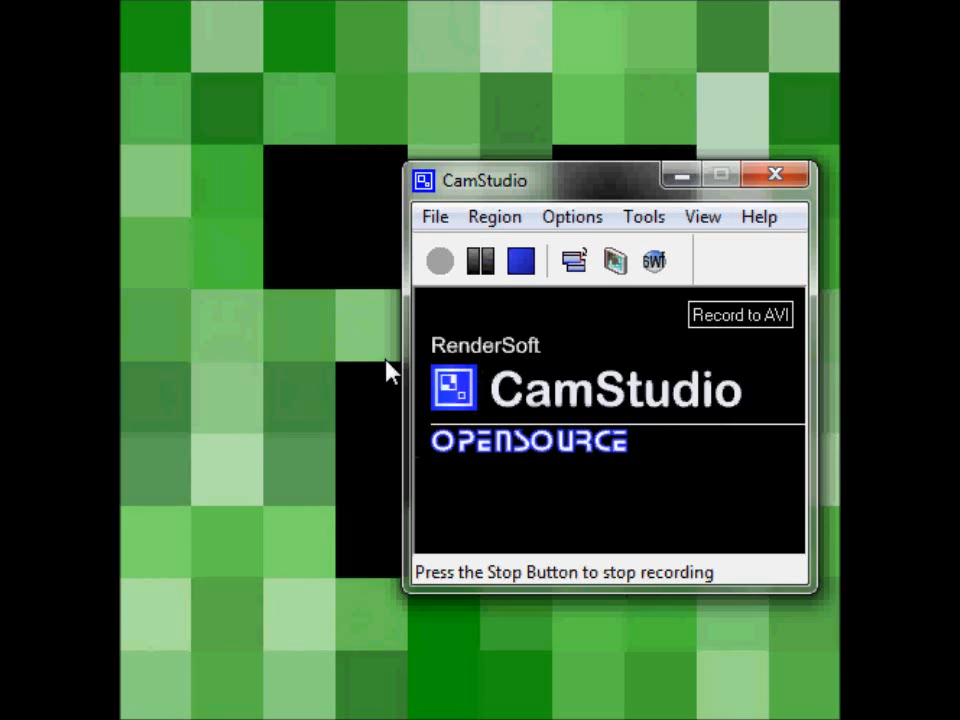 CamStudio
File Region Options Tools View Help
SWf
Record to AVI
RenderSoft
CamStudio
OPENSOURCE
Press the Stop Button to stop recording